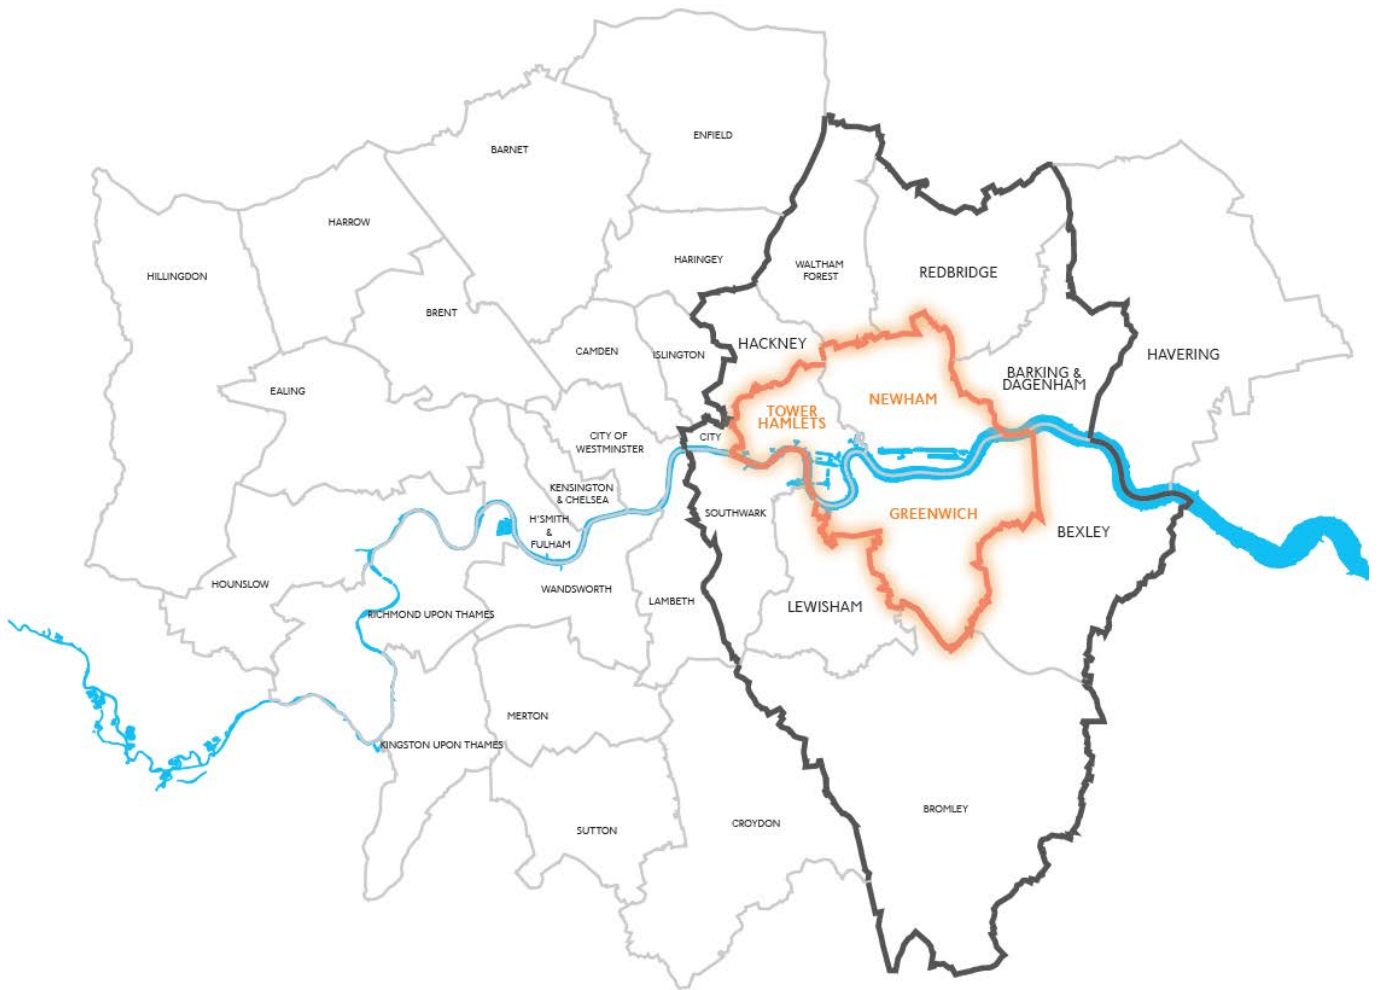 ENFIELD
BARNET
HARROW
HARINGEY
WALTHAM
FOREST
REDBRIDGE
HILLINGDON
BRENT
HACKNEY
CAMDEN
ISLINGTON
HAVERING
BARKING &
DAGENHAM
EALING
NEWHAM
TOWER
HAMLETS
CITY OF
WESTMINSTER
CITY
KENSINGTON
& CHELSEA
SOUTHWARK
GREENWICH
H'SMITH
&
FULHAM
BEXLEY
HOUNSLOW
WANDSWORTH
LAMBETH
LEWISHAM
RICHMOND UPON THAMES
MERTON
KINGSTON UPON THAMES
BROMLEY
SUTTON
CROYDON